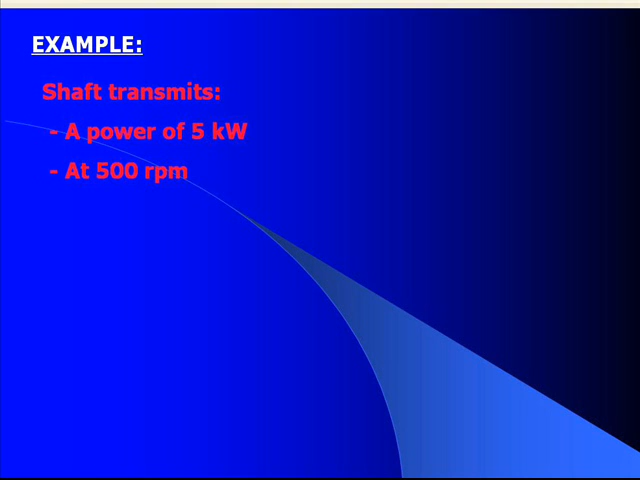 EXAMPLE:
Shaft transmits:
- A power of 5 kW
- At 500 rpm